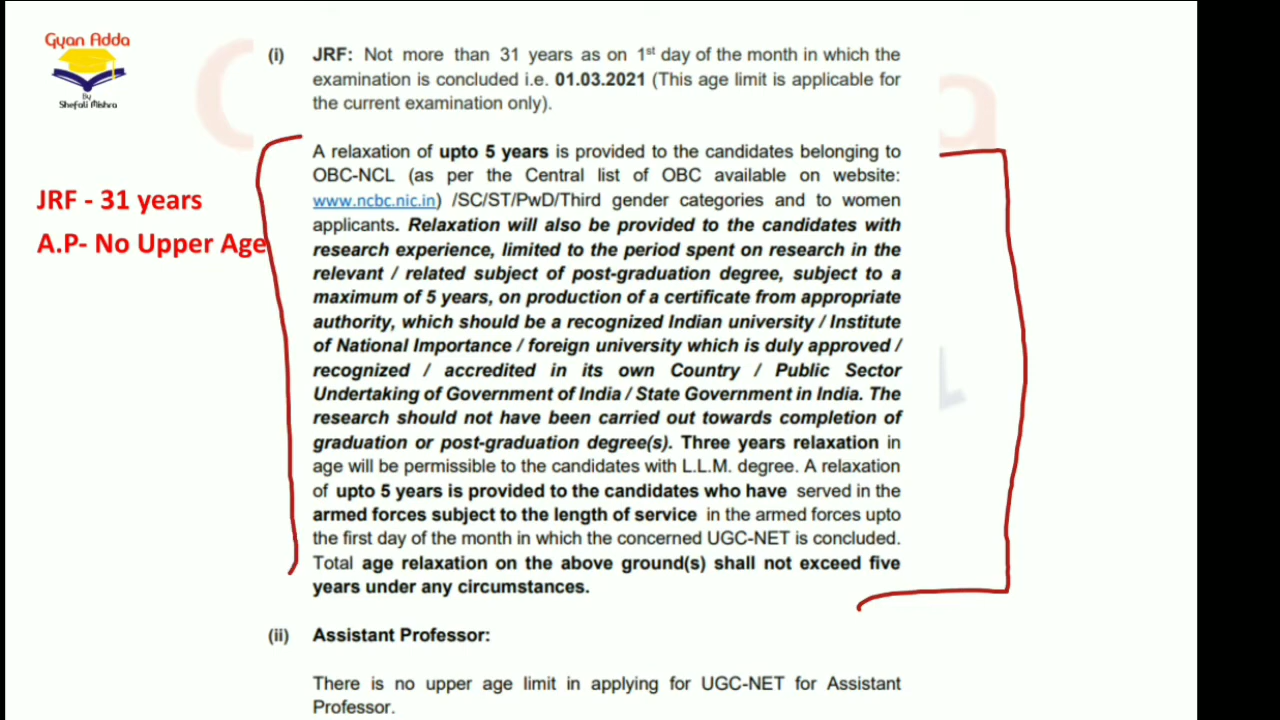 Gyan Adda
By
Shefali Mishra
JRF - 31 years
A.P- No Upper Age
(i) JRF: Not more than 31 years as on 1st day of the month in which the
examination is concluded i.e. 01.03.2021 (This age limit is applicable for
the current examination only).
A relaxation of upto 5 years is provided to the candidates belonging to
OBC-NCL (as per the Central list of OBC available on website:
www.ncbc.nic.in) /SC/ST/PwD/Third gender categories and to women
applicants. Relaxation will also be provided to the candidates with
research experience, limited to the period spent on research in the
relevant / related subject of post-graduation degree, subject to a
maximum of 5 years, on production of a certificate from appropriate
authority, which should be a recognized Indian university / Institute
of National Importance / foreign university which is duly approved /
recognized / accredited in its own Country / Public Sector
Undertaking of Government of India / State Government in India. The
research should not have been carried out towards completion of
graduation or post-graduation degree(s). Three years relaxation in
age will be permissible to the candidates with L.L.M. degree. A relaxation
of upto 5 years is provided to the candidates who have served in the
armed forces subject to the length of service in the armed forces upto
the first day of the month in which the concerned UGC-NET is concluded.
Total age relaxation on the above ground(s) shall not exceed five
years under any circumstances.
(ii) Assistant Professor:
There is no upper age limit in applying for UGC-NET for Assistant
Professor.